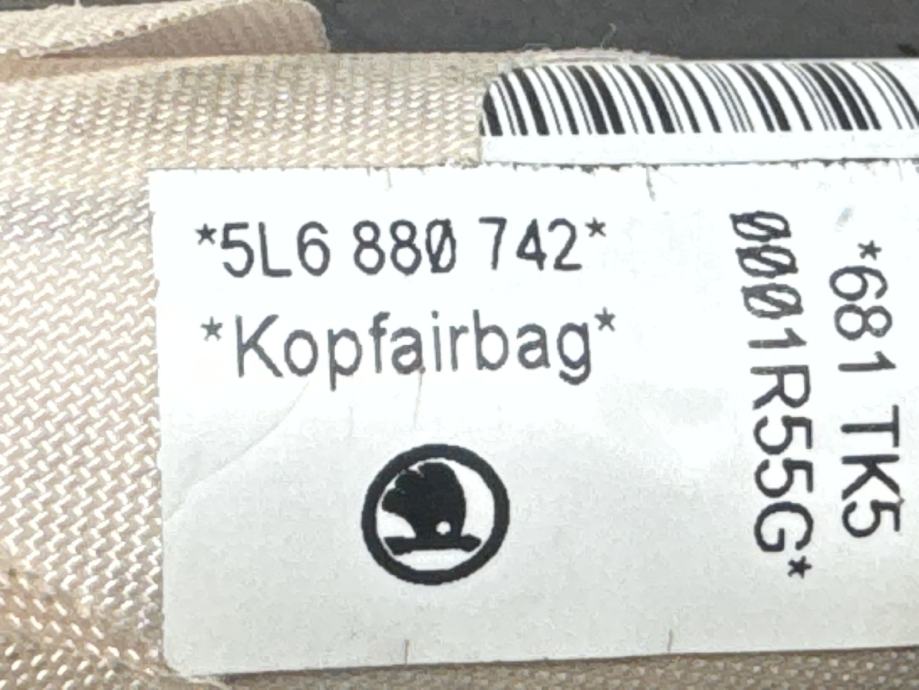 *5L6 880 742*
*Kopfairbag*
*681 TK5
0001R55G*